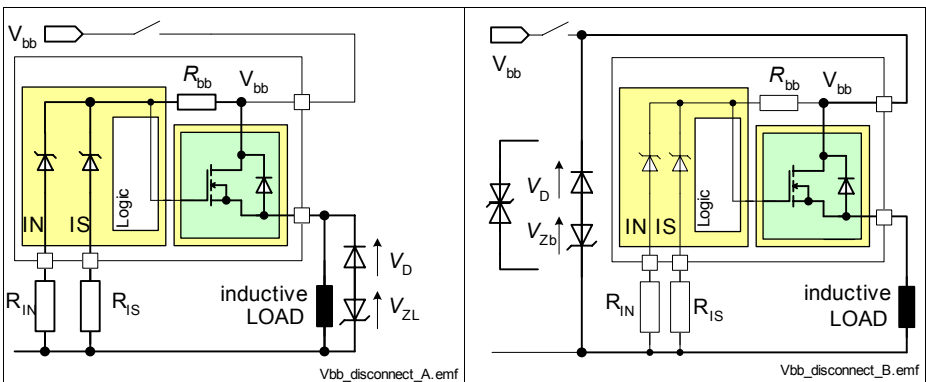 V_bb
R_bb
V_bb
Logic
IN
IS
R_IN
R_IS
inductive
LOAD
V_D
V_ZL
Vbb_disconnect_A.emf
V_bb
R_bb
V_bb
V_D
V_Zb
Logic
IN
IS
R_IN
R_IS
inductive
LOAD
Vbb_disconnect_B.emf